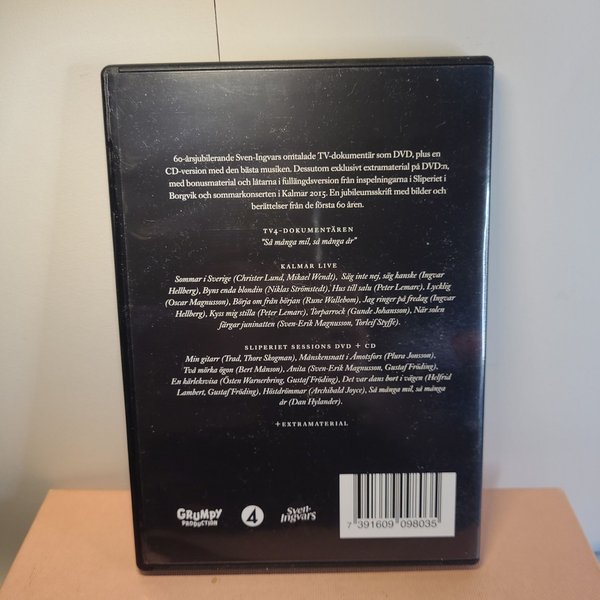 60-årsjubilerande Sven-Ingvars omtalade TV-dokumentär som DVD, plus en
CD-version med den bästa musiken. Dessutom exklusivt extramaterial på DVD:n,
med bonusmaterial och låtarna i fullängdsversion från inspelningarna i Sliperiet i
Borgvik och sommarkonserten i Kalmar 2015. En jubileumsskrift med bilder och
berättelser från de första 60 åren.
TV4-DOKUMENTÄREN
"Så många mil, så många år"
KALMAR LIVE
Sommar i Sverige (Christer Lund, Mikael Wendt), Säg inte nej, säg kanske (Ingvar
Hellberg), Byns enda blondin (Niklas Strömstedt), Hus till salu (Peter Lemarc), Lycklig
(Oscar Magnusson), Börja om från början (Rune Wallebom), Jag ringer på fredag (Ingvar
Hellberg), Kyss mig stilla (Peter Lemarc), Torparrock (Gunde Johansson), När solen
färgar juninatten (Sven-Erik Magnusson, Torleif Styffe).
SLIPERIET SESSIONS DVD + CD
Min gitarr (Trad, Thore Skogman), Månskensnatt i Åmotfors (Plura Jonsson),
Två mörka ögon (Bert Månson), Anita (Sven-Erik Magnusson, Gustaf Fröding),
En kärleksvisa (Östen Warnerbring, Gustaf Fröding), Det var dans bort i vägen (Helfrid
Lambert, Gustaf Fröding), Höstdrömmar (Archibald Joyce), Så många mil, så många
år (Dan Hylander).
+EXTRAMATERIAL
GRUMPY
PRODUCTION
4
Sven-
Ingvars
7 391609 098035